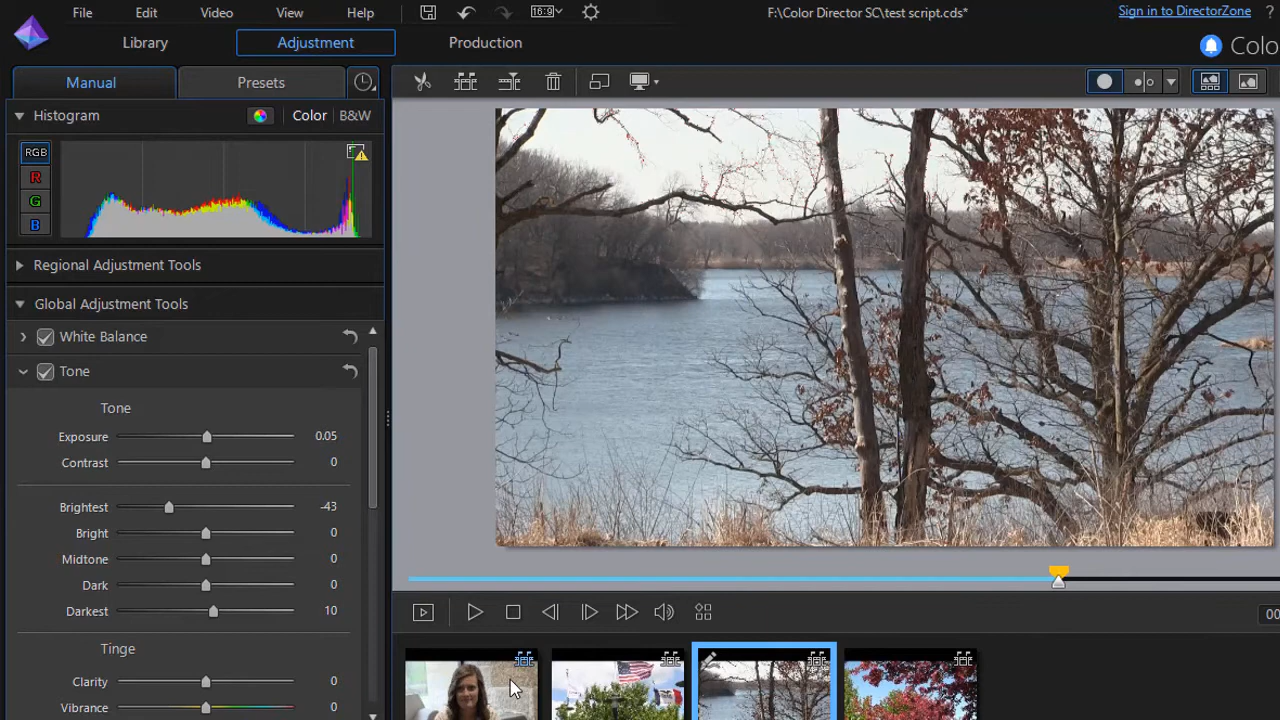 File Edit Video View Help 16:9 F:\Color Director SC\test script.cds* Sign in to DirectorZone ?
Library Adjustment Production Colo
Manual Presets
Histogram Color B&W
RGB
R
G
B
Regional Adjustment Tools
Global Adjustment Tools
White Balance
Tone
Tone
Exposure 0.05
Contrast 0
Brightest -43
Bright 0
Midtone 0
Dark 0
Darkest 10
00
Tinge
Clarity 0
Vibrance 0